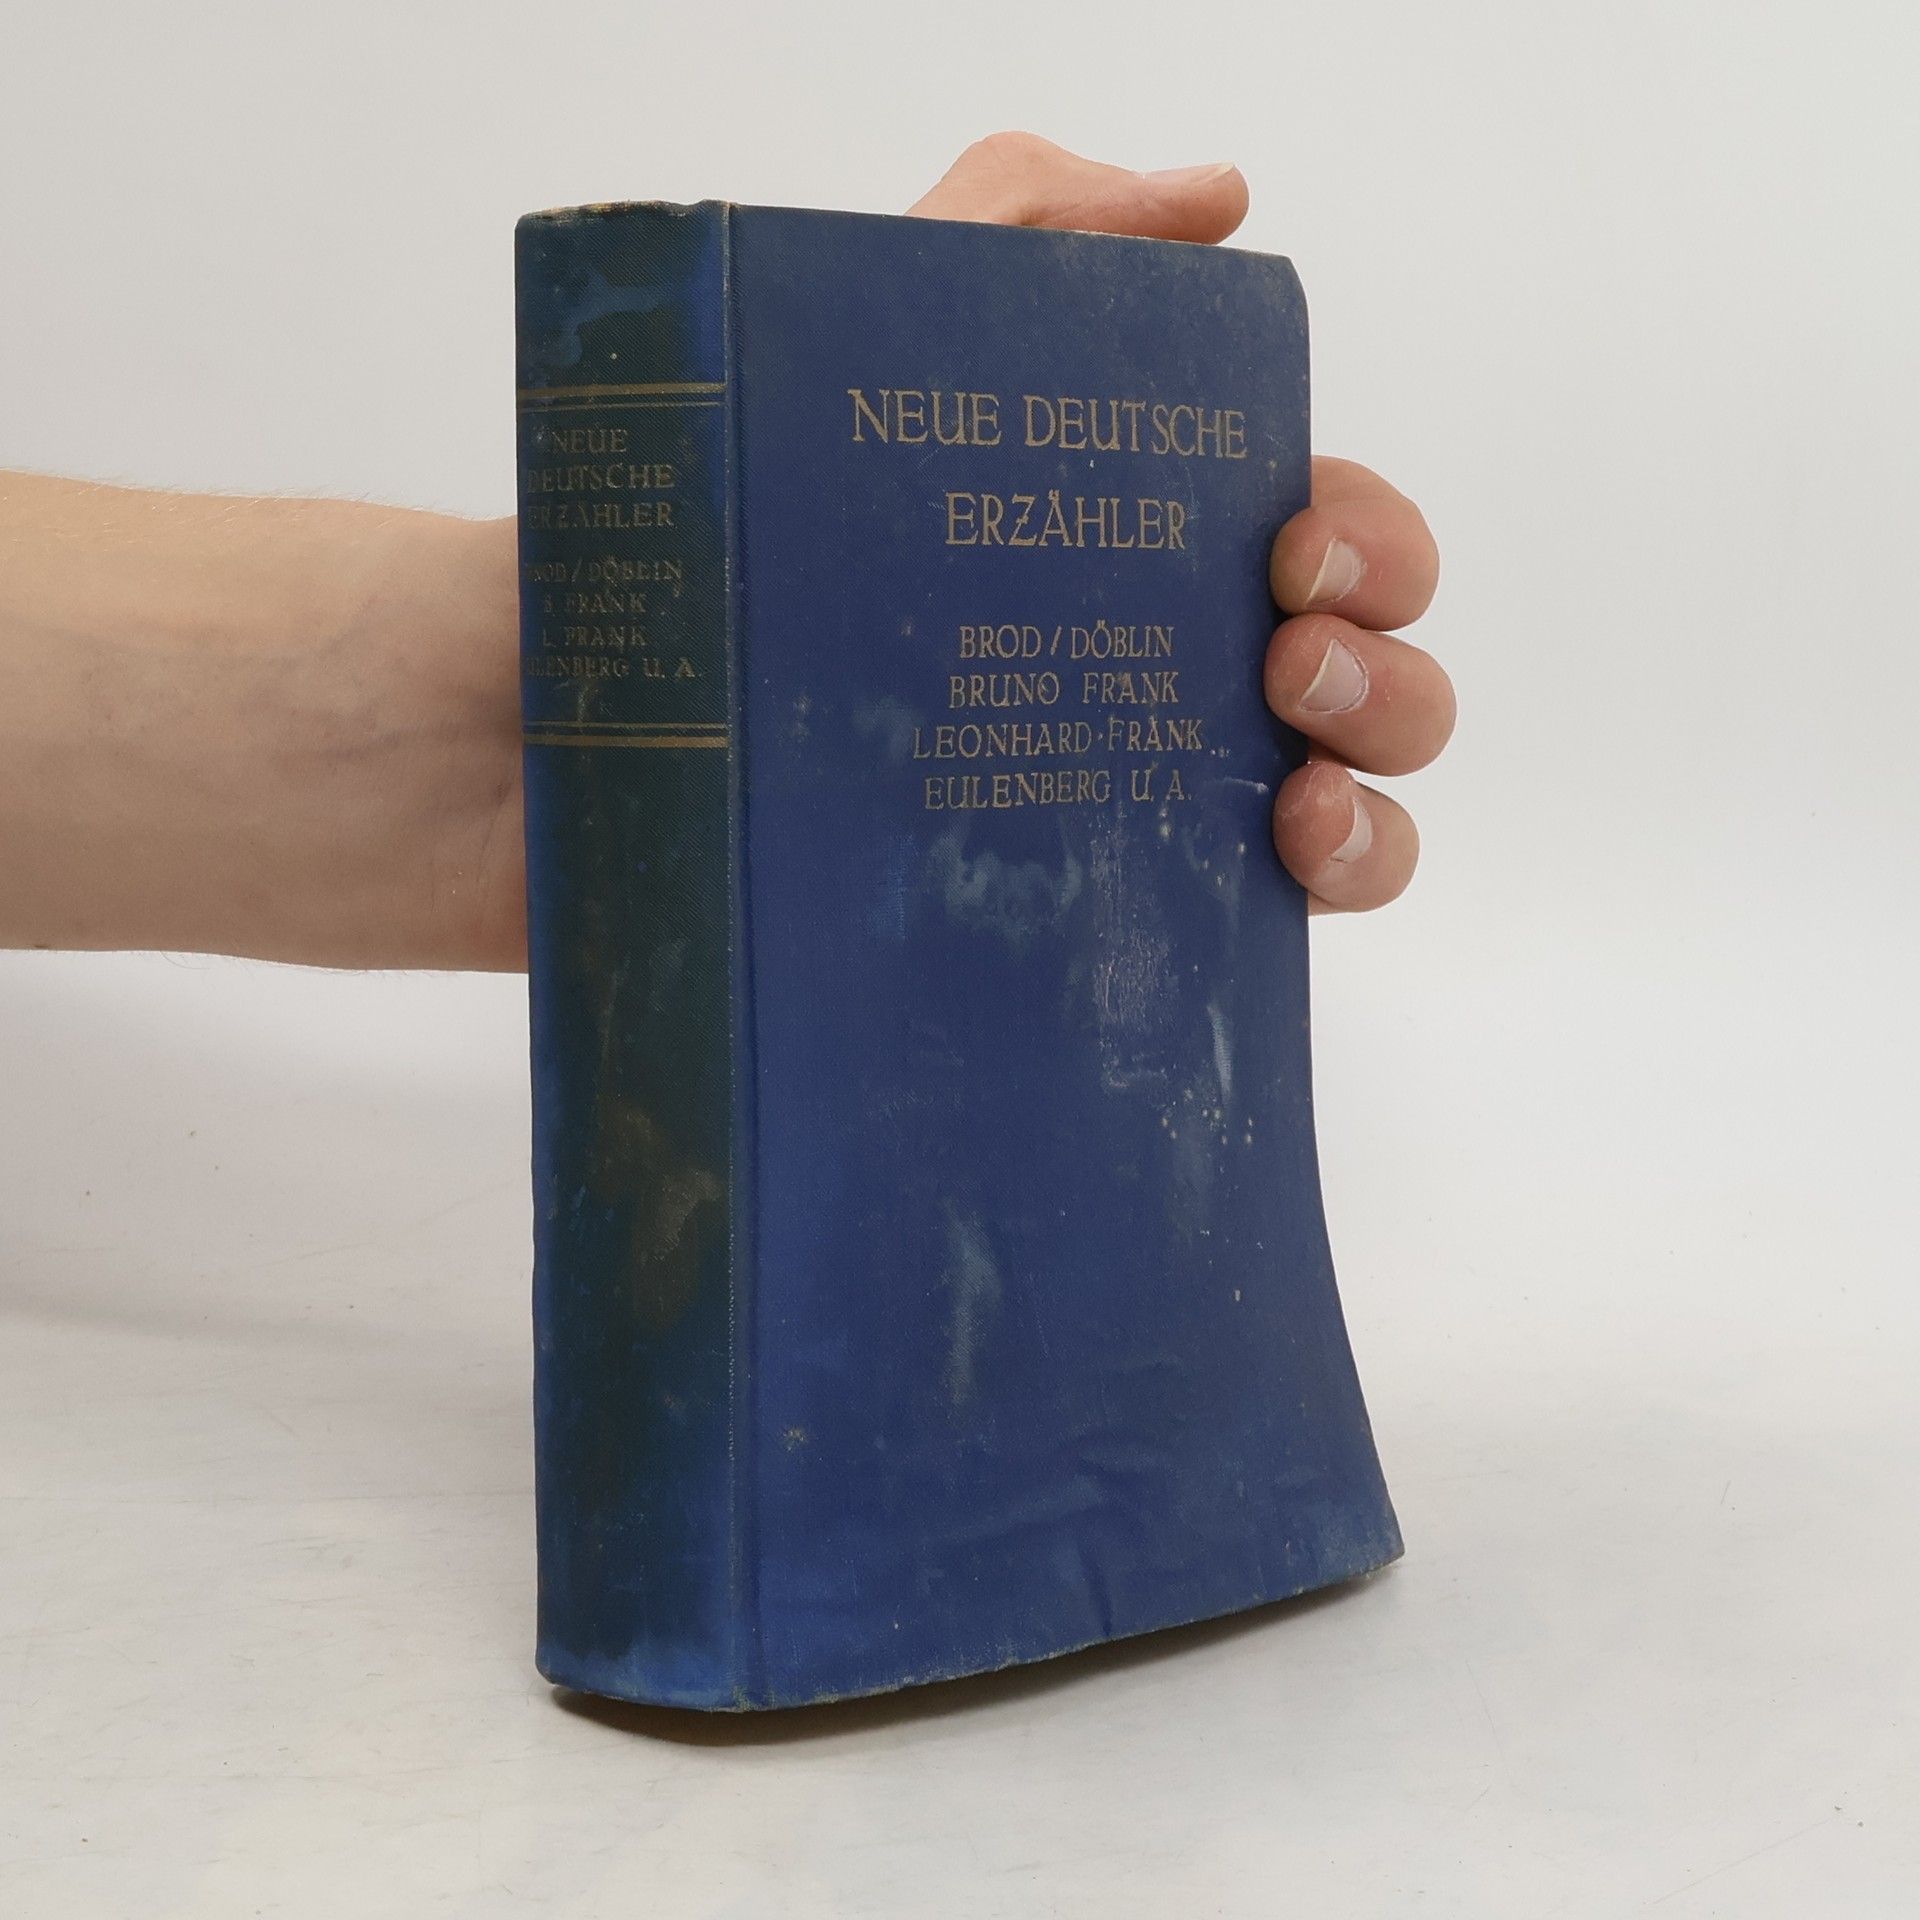 NEUE
DEUTSCHE
ERZÄHLER
BROD / DÖBLIN
B. FRANK
L. FRANK
EULENBERG U. A.
NEUE DEUTSCHE
ERZÄHLER
BROD / DÖBLIN
BRUNO FRANK
LEONHARD FRANK
EULENBERG U. A.